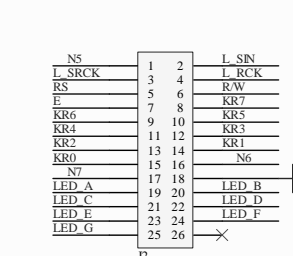 N5 1 2 L_SIN
L_SRCK 3 4 L_RCK
RS 5 6 R/W
E 7 8 KR7
KR6 9 10 KR5
KR4 11 12 KR3
KR2 13 14 KR1
KR0 15 16 N6
N7 17 18
LED_A 19 20 LED_B
LED_C 21 22 LED_D
LED_E 23 24 LED_F
LED_G 25 26